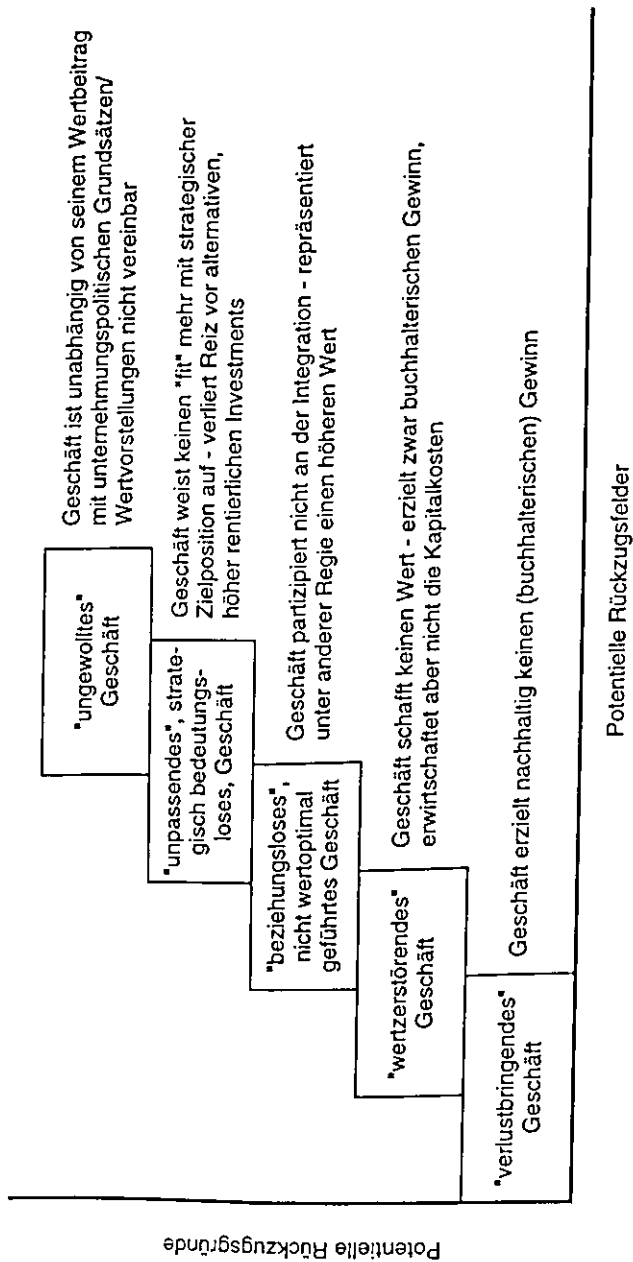 Potentielle Rückzugsgründe
"ungewolltes"
Geschäft
Geschäft ist unabhängig von seinem Wertbeitrag
mit unternehmungspolitischen Grundsätzen/
Wertvorstellungen nicht vereinbar
"unpassendes", strate-
gisch bedeutungs-
loses, Geschäft
Geschäft weist keinen "fit" mehr mit strategischer
Zielposition auf - verliert Reiz vor alternativen,
höher rentierlichen Investments
"beziehungsloses",
nicht wertoptimal
geführtes Geschäft
Geschäft partizipiert nicht an der Integration - repräsentiert
unter anderer Regie einen höheren Wert
"wertzerstörendes"
Geschäft
Geschäft schafft keinen Wert - erzielt zwar buchhalterischen Gewinn,
erwirtschaftet aber nicht die Kapitalkosten
"verlustbringendes"
Geschäft
Geschäft erzielt nachhaltig keinen (buchhalterischen) Gewinn
Potentielle Rückzugsfelder